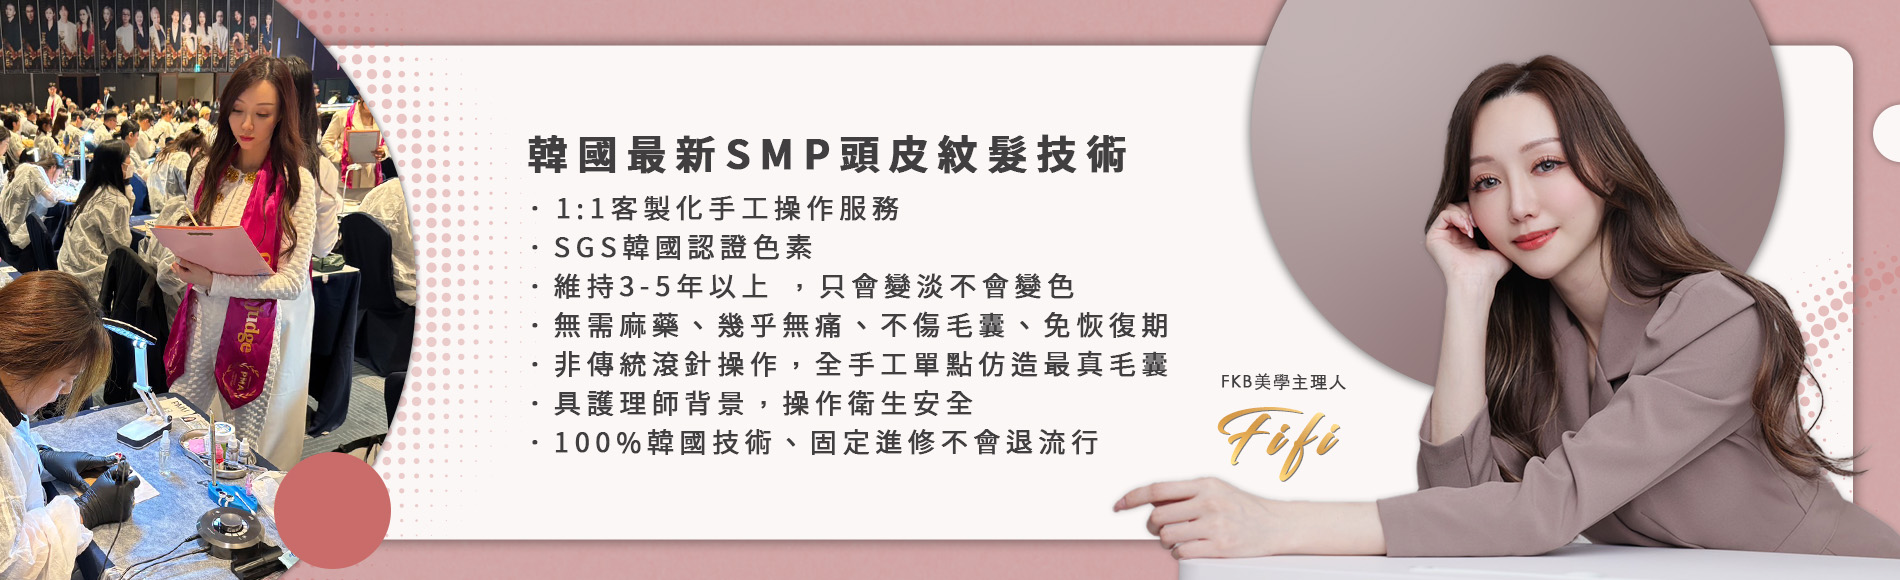 韓國最新SMP頭皮紋髮技術
· 1:1客製化手工操作服務
· SGS韓國認證色素
· 維持3-5年以上 ，只會變淡不會變色
· 無需麻藥、幾乎無痛、不傷毛囊、免恢復期
· 非傳統滾針操作，全手工單點仿造最真毛囊
· 具護理師背景，操作衛生安全
· 100%韓國技術、固定進修不會退流行
FKB美學主理人
Fifi
Judge
PMA